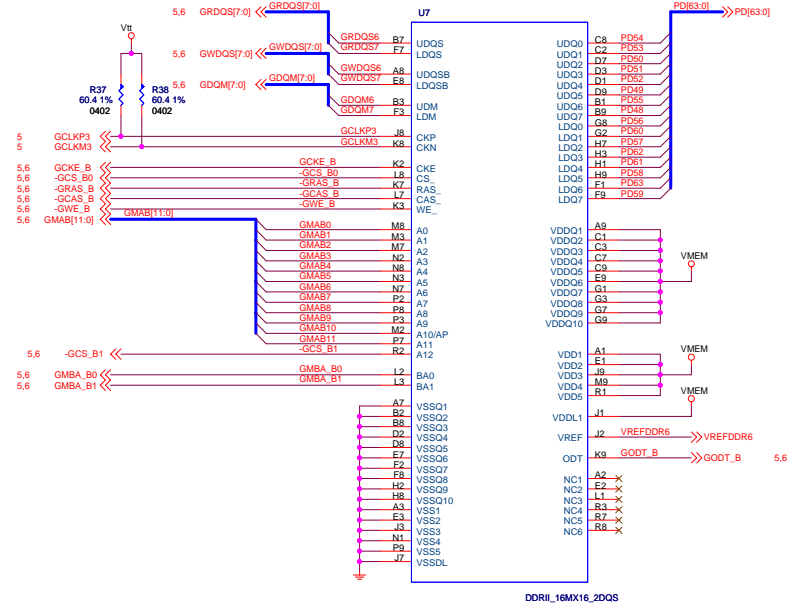 5,6 GRDQS[7:0] U7 PD[63:0] PD[63:0]
Vtt GRDQS6 B7 UDQS UDQ0 C8 PD54
GRDQS7 F7 LDQS UDQ1 C2 PD53
5,6 GWDQS[7:0] GWDQS[7:0] UDQ2 D7 PD50
GWDQS6 A8 UDQSB UDQ3 D3 PD51
GWDQS7 E8 LDQSB UDQ4 D1 PD52
5,6 GDQM[7:0] GDQM[7:0] UDQ5 D9 PD49
R37 R38 GDQM6 B3 UDM UDQ6 B1 PD55
60.4 1% 60.4 1% GDQM7 F3 LDM UDQ7 B9 PD48
0402 0402 LDQ0 G8 PD56
5 GCLKP3 GCLKP3 J8 CKP LDQ1 G2 PD60
5 GCLKM3 GCLKM3 K8 CKN LDQ2 H7 PD57
LDQ3 H3 PD62
5,6 GCKE_B GCKE_B K2 CKE LDQ4 H1 PD61
5,6 -GCS_B0 -GCS_B0 L8 CS_ LDQ5 H9 PD58
5,6 -GRAS_B -GRAS_B K7 RAS_ LDQ6 F1 PD63
5,6 -GCAS_B -GCAS_B L7 CAS_ LDQ7 F9 PD59
5,6 -GWE_B -GWE_B K3 WE_
5,6 GMAB[11:0] GMAB[11:0]
GMAB0 M8 A0 VDDQ1 A9
GMAB1 M3 A1 VDDQ2 C1
GMAB2 M7 A2 VDDQ3 C3
GMAB3 N2 A3 VDDQ4 C7 VMEM
GMAB4 N8 A4 VDDQ5 C9
GMAB5 N3 A5 VDDQ6 E9
GMAB6 N7 A6 VDDQ7 G1
GMAB7 P2 A7 VDDQ8 G3
GMAB8 P8 A8 VDDQ9 G7
GMAB9 P3 A9 VDDQ10 G9
GMAB10 M2 A10/AP
GMAB11 P7 A11
5,6 -GCS_B1 -GCS_B1 R2 A12 VDD1 A1 VMEM
VDD2 E1
5,6 GMBA_B0 GMBA_B0 L2 BA0 VDD3 J9
5,6 GMBA_B1 GMBA_B1 L3 BA1 VDD4 M9
VDD5 R1 VMEM
A7 VSSQ1
B2 VSSQ2 VDDL1 J1
B8 VSSQ3
D2 VSSQ4 VREF J2 VREFDDR6 VREFDDR6
D8 VSSQ5
E7 VSSQ6 ODT K9 GODT_B GODT_B 5,6
F2 VSSQ7
F8 VSSQ8 NC1 A2
H2 VSSQ9 NC2 E2
H8 VSSQ10 NC3 L1
A3 VSS1 NC4 R3
E3 VSS2 NC5 R7
J3 VSS3 NC6 R8
N1 VSS4
P9 VSS5
J7 VSSDL
DDRII_16MX16_2DQS